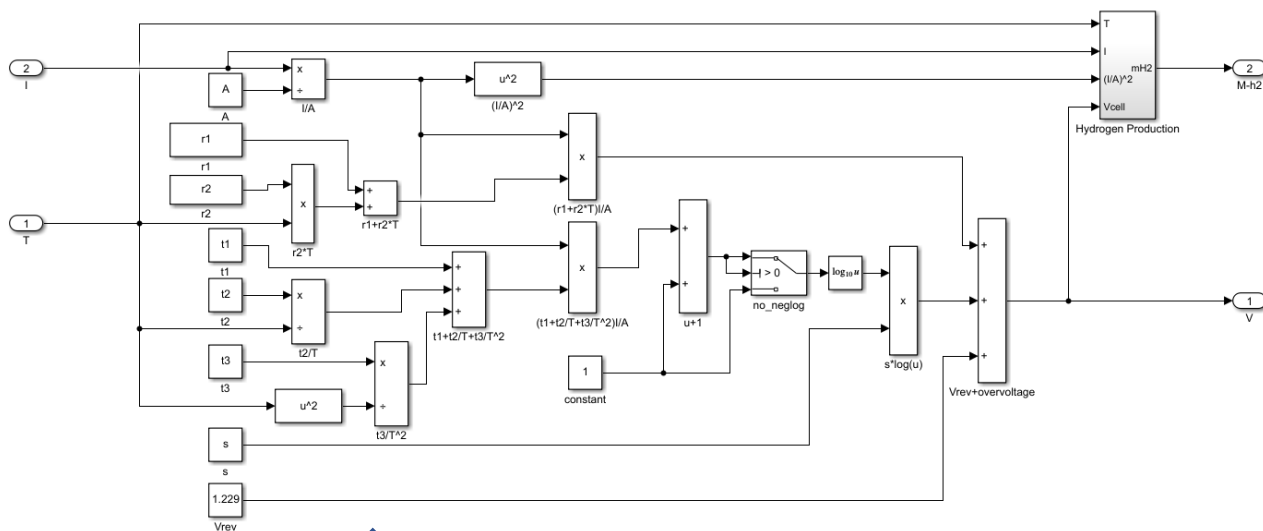 T
I
mH2
(I/A)^2
Vcell
Hydrogen Production
2
M-h2
2
I
x
÷
I/A
A
A
u^2
(I/A)^2
r1
r1
r2
r2
x
r2*T
+
+
r1+r2*T
x
(r1+r2*T)I/A
1
T
t1
t1
t2
t2
x
÷
t2/T
+
+
+
t1+t2/T+t3/T^2
x
(t1+t2/T+t3/T^2)I/A
+
+
u+1
> 0
no_neglog
log10 u
x
s*log(u)
+
+
+
Vrev+overvoltage
1
V
t3
t3
x
÷
t3/T^2
u^2
1
constant
s
s
1.229
Vrev